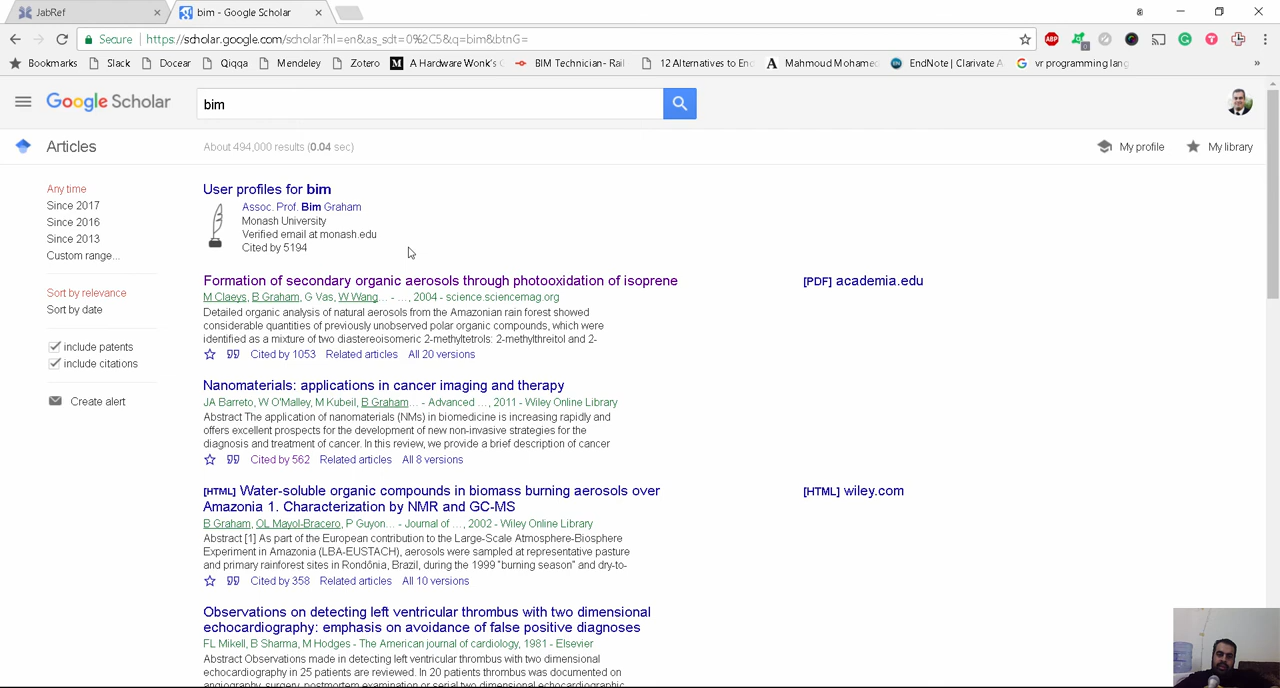 JabRef
bim - Google Scholar
Secure | https://scholar.google.com/scholar?hl=en&as_sdt=0%2C5&q=bim&btnG=
ABP
Bookmarks Slack Docear Qiqqa Mendeley Zotero A Hardware Wonk's BIM Technician- Rail 12 Alternatives to En Mahmoud Mohamed EndNote | Clarivate A vr programming lang »
Google Scholar
bim
Articles
About 494,000 results (0.04 sec)
My profile
My library
Any time
Since 2017
Since 2016
Since 2013
Custom range...
Sort by relevance
Sort by date
include patents
include citations
Create alert
User profiles for bim
Assoc. Prof. Bim Graham
Monash University
Verified email at monash.edu
Cited by 5194
Formation of secondary organic aerosols through photooxidation of isoprene
[PDF] academia.edu
M Claeys, B Graham, G Vas, W Wang... - ..., 2004 - science.sciencemag.org
Detailed organic analysis of natural aerosols from the Amazonian rain forest showed
considerable quantities of previously unobserved polar organic compounds, which were
identified as a mixture of two diastereoisomeric 2-methyltetrols: 2-methylthreitol and 2-
Cited by 1053 Related articles All 20 versions
Nanomaterials: applications in cancer imaging and therapy
JA Barreto, W O'Malley, M Kubeil, B Graham... - Advanced ..., 2011 - Wiley Online Library
Abstract The application of nanomaterials (NMs) in biomedicine is increasing rapidly and
offers excellent prospects for the development of new non-invasive strategies for the
diagnosis and treatment of cancer. In this review, we provide a brief description of cancer
Cited by 562 Related articles All 8 versions
[HTML] Water-soluble organic compounds in biomass burning aerosols over
Amazonia 1. Characterization by NMR and GC-MS
[HTML] wiley.com
B Graham, OL Mayol-Bracero, P Guyon... - Journal of ..., 2002 - Wiley Online Library
Abstract [1] As part of the European contribution to the Large-Scale Atmosphere-Biosphere
Experiment in Amazonia (LBA-EUSTACH), aerosols were sampled at representative pasture
and primary rainforest sites in Rondônia, Brazil, during the 1999 "burning season" and dry-to-
Cited by 358 Related articles All 10 versions
Observations on detecting left ventricular thrombus with two dimensional
echocardiography: emphasis on avoidance of false positive diagnoses
FL Mikell, B Sharma, M Hodges - The American journal of cardiology, 1981 - Elsevier
Abstract Observations made in detecting left ventricular thrombus with two dimensional
echocardiography in 25 patients are reviewed. In 20 patients thrombus was documented on
angiography, surgery, postmortem examination or serial two dimensional echocardiographic